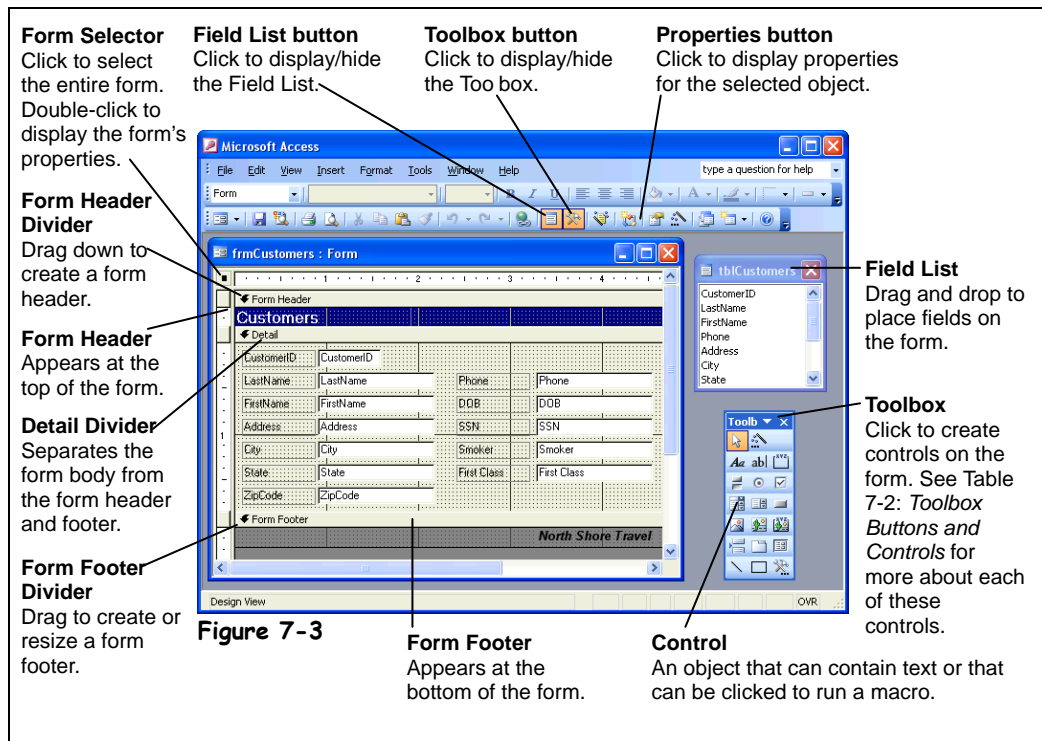 Form Selector
Click to select
the entire form.
Double-click to
display the form's
properties.
Field List button
Click to display/hide
the Field List.
Toolbox button
Click to display/hide
the Too box.
Properties button
Click to display properties
for the selected object.
Form Header
Divider
Drag down to
create a form
header.
Form Header
Appears at the
top of the form.
Detail Divider
Separates the
form body from
the form header
and footer.
Form Footer
Divider
Drag to create or
resize a form
footer.
Microsoft Access
File Edit View Insert Format Tools Window Help
type a question for help
Form
B I U
A
frmCustomers : Form
1 2 3 4
Form Header
Customers
Detail
CustomerID CustomerID
LastName LastName Phone Phone
FirstName FirstName DOB DOB
Address Address SSN SSN
1
City City Smoker Smoker
State State First Class First Class
ZipCode ZipCode
Form Footer
North Shore Travel
Design View
OVR
tblCustomers
CustomerID
LastName
FirstName
Phone
Address
City
State
Toolb
Aa ab|
Field List
Drag and drop to
place fields on
the form.
Toolbox
Click to create
controls on the
form. See Table
7-2: Toolbox
Buttons and
Controls for
more about each
of these
controls.
Figure 7-3
Form Footer
Appears at the
bottom of the form.
Control
An object that can contain text or that
can be clicked to run a macro.